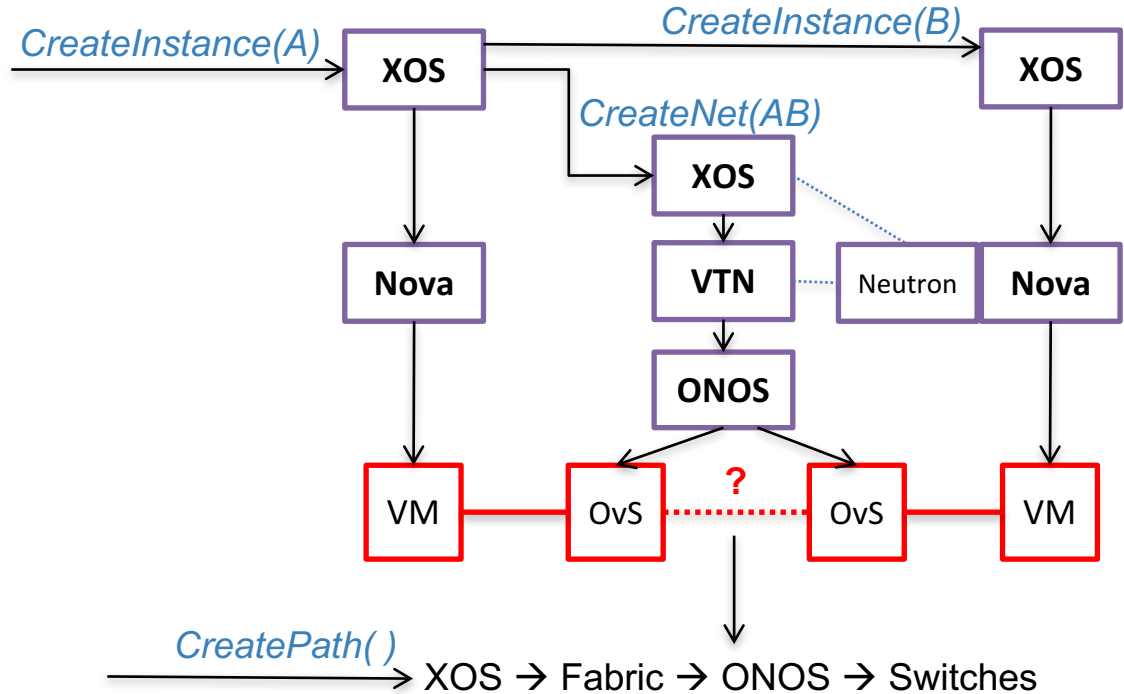 CreateInstance(A)
CreateInstance(B)
XOS
XOS
CreateNet(AB)
XOS
Nova
VTN
Neutron
Nova
ONOS
?
VM
OvS
OvS
VM
CreatePath( )
XOS → Fabric → ONOS → Switches